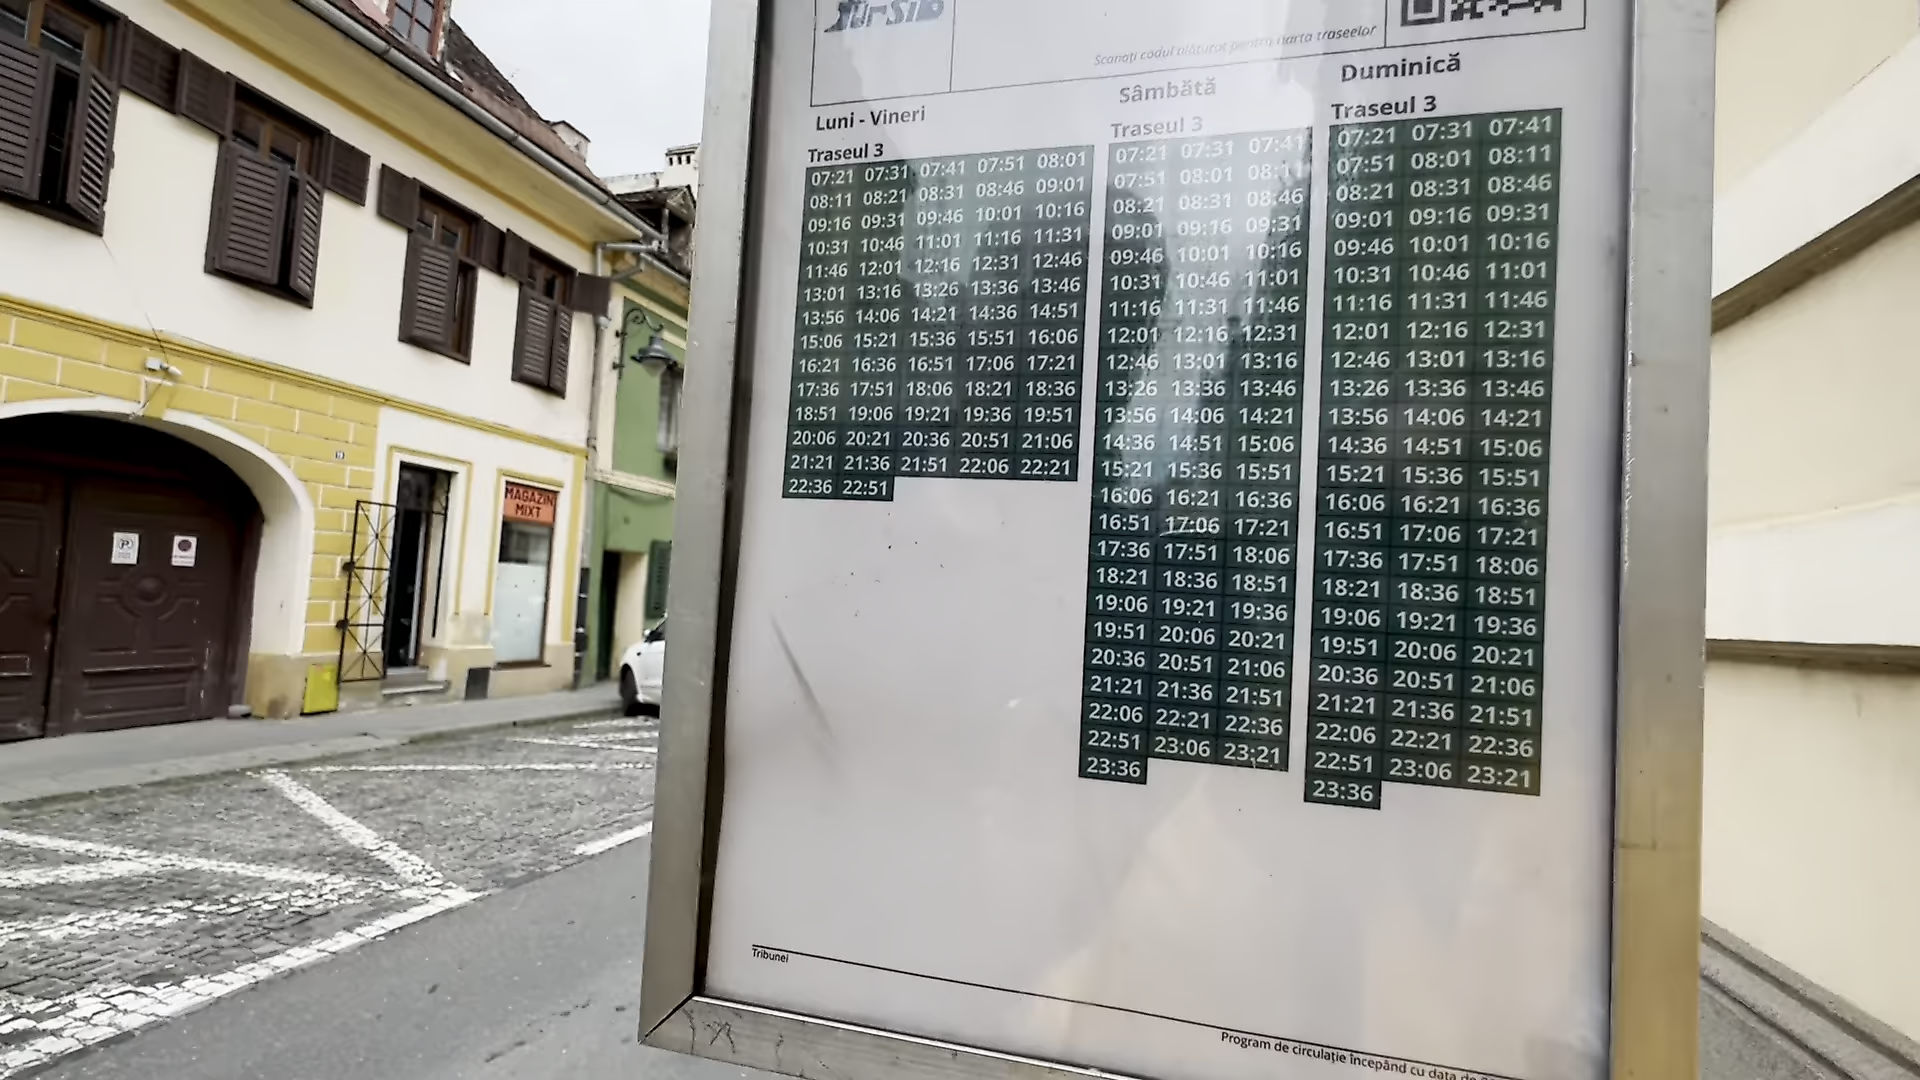 TurSib
Scanați codul alăturat pentru harta traseelor
Luni - Vineri
Traseul 3
07:21 07:31 07:41 07:51 08:01
08:11 08:21 08:31 08:46 09:01
09:16 09:31 09:46 10:01 10:16
10:31 10:46 11:01 11:16 11:31
11:46 12:01 12:16 12:31 12:46
13:01 13:16 13:26 13:36 13:46
13:56 14:06 14:21 14:36 14:51
15:06 15:21 15:36 15:51 16:06
16:21 16:36 16:51 17:06 17:21
17:36 17:51 18:06 18:21 18:36
18:51 19:06 19:21 19:36 19:51
20:06 20:21 20:36 20:51 21:06
21:21 21:36 21:51 22:06 22:21
22:36 22:51
Sâmbătă
Traseul 3
07:21 07:31 07:41
07:51 08:01 08:11
08:21 08:31 08:46
09:01 09:16 09:31
09:46 10:01 10:16
10:31 10:46 11:01
11:16 11:31 11:46
12:01 12:16 12:31
12:46 13:01 13:16
13:26 13:36 13:46
13:56 14:06 14:21
14:36 14:51 15:06
15:21 15:36 15:51
16:06 16:21 16:36
16:51 17:06 17:21
17:36 17:51 18:06
18:21 18:36 18:51
19:06 19:21 19:36
19:51 20:06 20:21
20:36 20:51 21:06
21:21 21:36 21:51
22:06 22:21 22:36
22:51 23:06 23:21
23:36
Duminică
Traseul 3
07:21 07:31 07:41
07:51 08:01 08:11
08:21 08:31 08:46
09:01 09:16 09:31
09:46 10:01 10:16
10:31 10:46 11:01
11:16 11:31 11:46
12:01 12:16 12:31
12:46 13:01 13:16
13:26 13:36 13:46
13:56 14:06 14:21
14:36 14:51 15:06
15:21 15:36 15:51
16:06 16:21 16:36
16:51 17:06 17:21
17:36 17:51 18:06
18:21 18:36 18:51
19:06 19:21 19:36
19:51 20:06 20:21
20:36 20:51 21:06
21:21 21:36 21:51
22:06 22:21 22:36
22:51 23:06 23:21
23:36
Tribunei
Program de circulație începând cu data de
MAGAZIN
MIXT